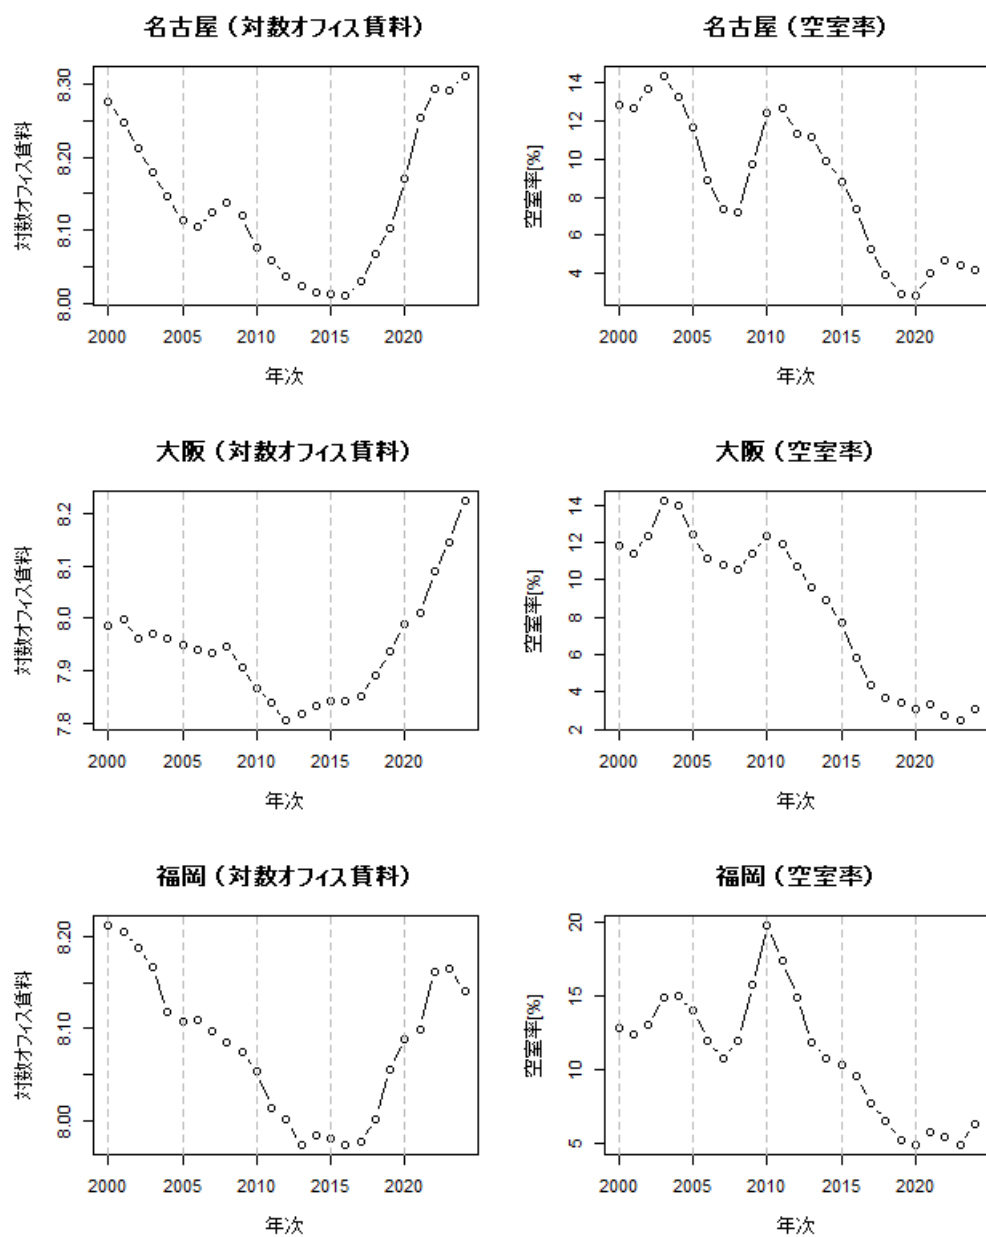 名古屋（対数オフィス賃料）
対数オフィス賃料
8.30
8.20
8.10
8.00
2000 2005 2010 2015 2020
年次
名古屋（空室率）
空室率[%]
14
12
10
8
6
4
2000 2005 2010 2015 2020
年次
大阪（対数オフィス賃料）
対数オフィス賃料
8.2
8.1
8.0
7.9
7.8
2000 2005 2010 2015 2020
年次
大阪（空室率）
空室率[%]
14
12
10
8
6
4
2
2000 2005 2010 2015 2020
年次
福岡（対数オフィス賃料）
対数オフィス賃料
8.20
8.10
8.00
2000 2005 2010 2015 2020
年次
福岡（空室率）
空室率[%]
20
15
10
5
2000 2005 2010 2015 2020
年次